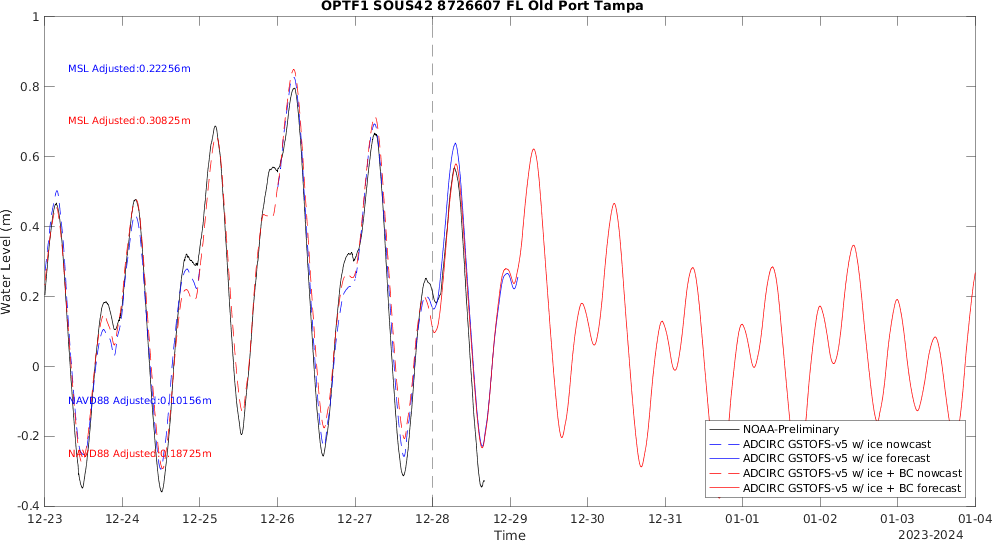 OPTF1 SOUS42 8726607 FL Old Port Tampa
1
0.8
0.6
0.4
0.2
0
-0.2
-0.4
Water Level (m)
MSL Adjusted:0.22256m
MSL Adjusted:0.30825m
NAVD88 Adjusted:0.10156m
NAVD88 Adjusted:0.18725m
NOAA-Preliminary
ADCIRC GSTOFS-v5 w/ ice nowcast
ADCIRC GSTOFS-v5 w/ ice forecast
ADCIRC GSTOFS-v5 w/ ice + BC nowcast
ADCIRC GSTOFS-v5 w/ ice + BC forecast
12-23 12-24 12-25 12-26 12-27 12-28 12-29 12-30 12-31 01-01 01-02 01-03 01-04
Time
2023-2024